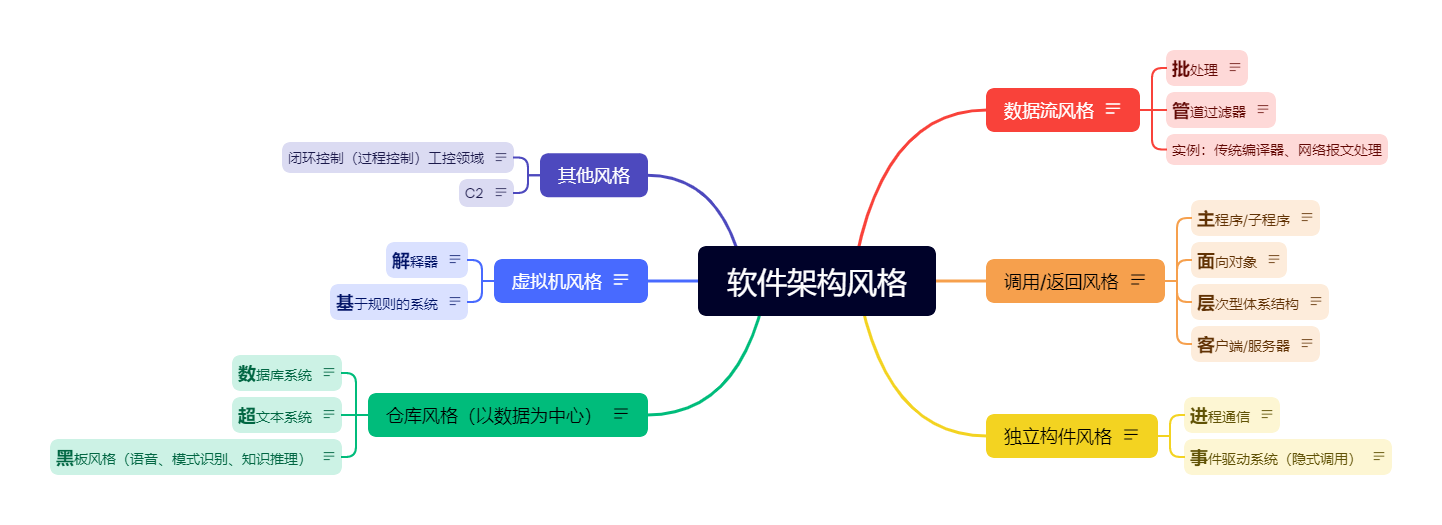 软件架构风格
数据流风格
批处理
管道过滤器
实例：传统编译器、网络报文处理
调用/返回风格
主程序/子程序
面向对象
层次型体系结构
客户端/服务器
独立构件风格
进程通信
事件驱动系统（隐式调用）
其他风格
闭环控制（过程控制）工控领域
C2
虚拟机风格
解释器
基于规则的系统
仓库风格（以数据为中心）
数据库系统
超文本系统
黑板风格（语音、模式识别、知识推理）